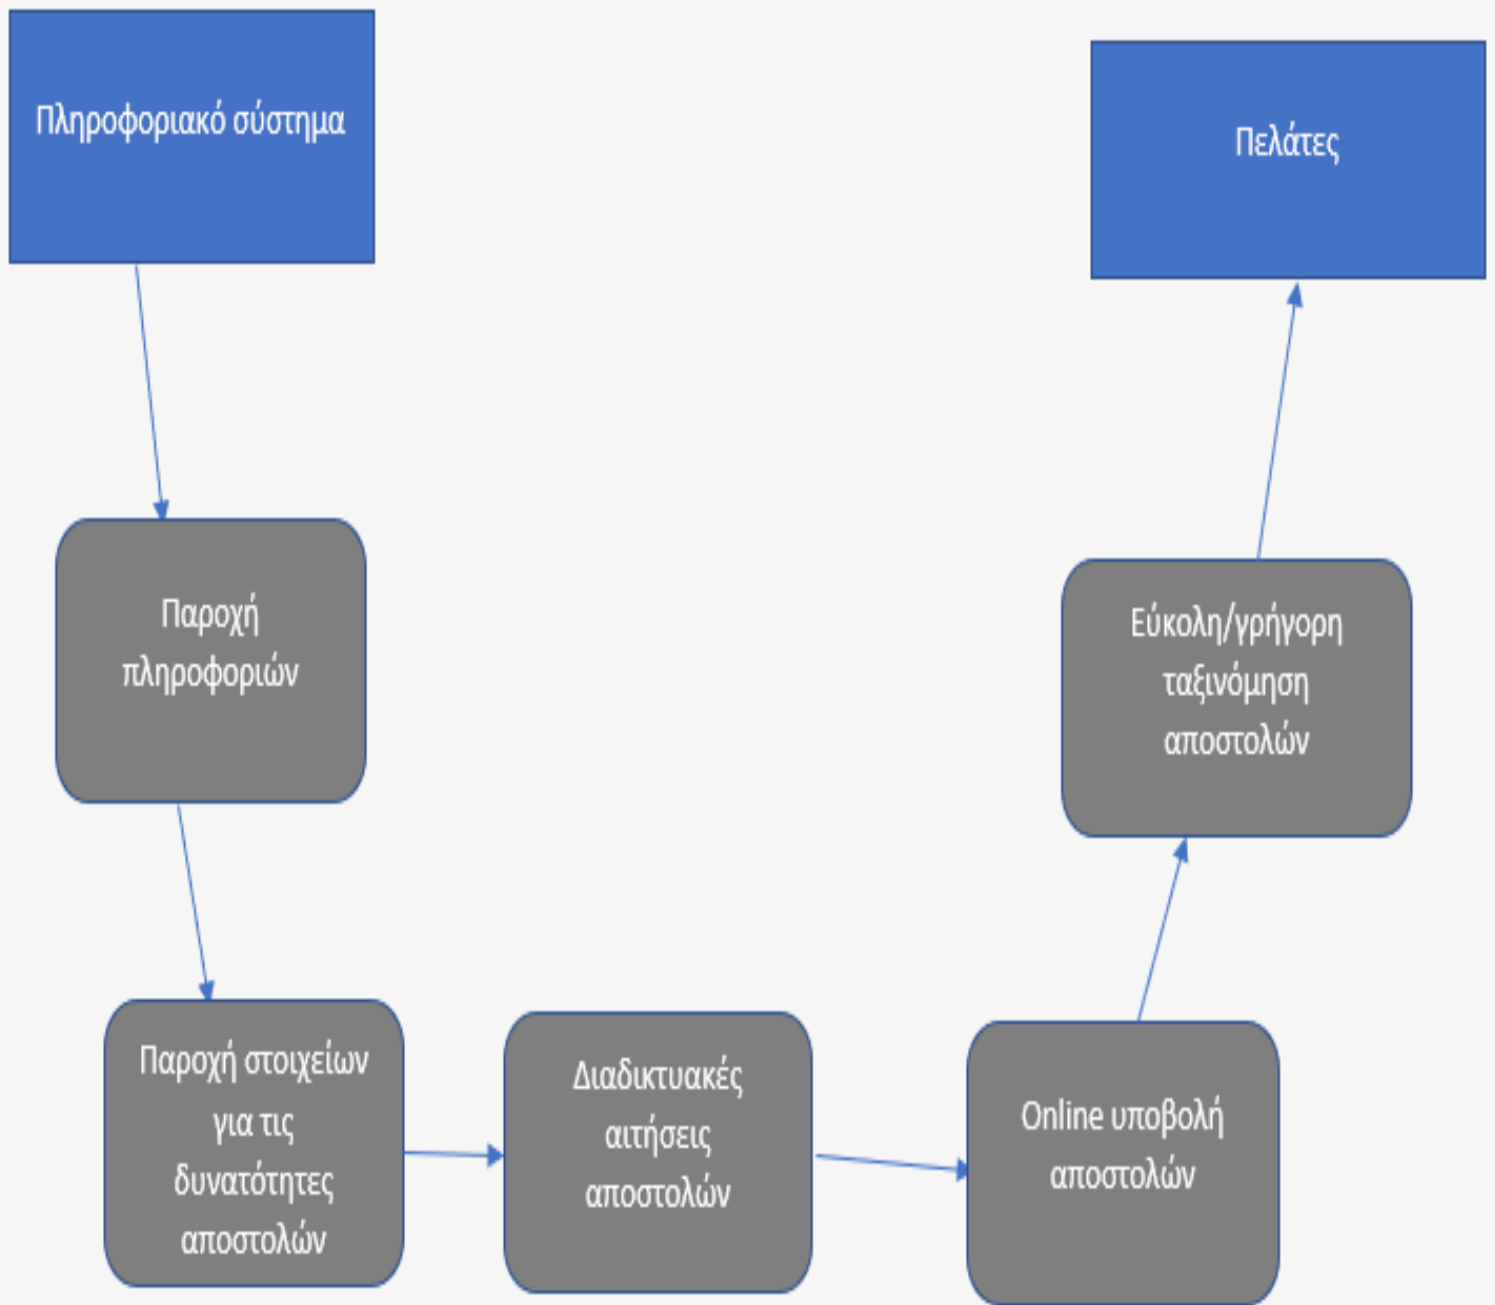 Πληροφοριακό σύστημα
Πελάτες
Παροχή
πληροφοριών
Εύκολη/γρήγορη
ταξινόμηση
αποστολών
Παροχή στοιχείων
για τις
δυνατότητες
αποστολών
Διαδικτυακές
αιτήσεις
αποστολών
Online υποβολή
αποστολών